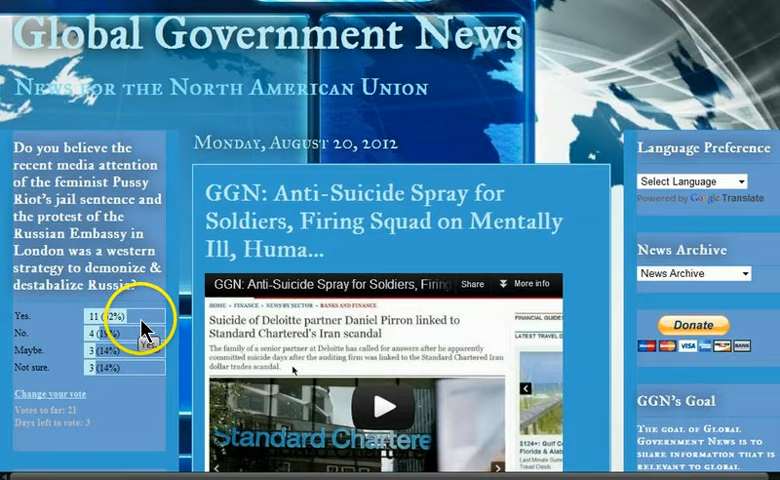 Global Government News
News for the North American Union
Do you believe the
recent media attention
of the feminist Pussy
Riot's jail sentence and
the protest of the
Russian Embassy in
London was a western
strategy to demonize &
destabalize Russia?
Yes. 11 (52%)
No. 4 (19%)
Maybe. 3 (14%)
Not sure. 3 (14%)
Yes
Change your vote
Votes so far: 21
Days left to vote: 3
Monday, August 20, 2012
GGN: Anti-Suicide Spray for
Soldiers, Firing Squad on Mentally
Ill, Huma...
GGN: Anti-Suicide Spray for Soldiers, Firing Share More info
HOME FINANCE NEWS BY SECTOR BANKS AND FINANCE
Suicide of Deloitte partner Daniel Pirron linked to
Standard Chartered's Iran scandal
The family of a senior partner at Deloitte has called for answers after he apparently
committed suicide days after the auditing firm was linked to the Standard Chartered Iran
dollar trades scandal.
FINANCIAL GUIDES
LATEST TRAVEL D
Standard Chartere
$124+: Gulf C
Florida & Alab
Last Minute Summer
Travel Deals
Language Preference
Select Language
Powered by Google Translate
News Archive
News Archive
Donate
VISA
BANK
GGN's Goal
The goal of Global
Government News is to
share information that is
relevant to global